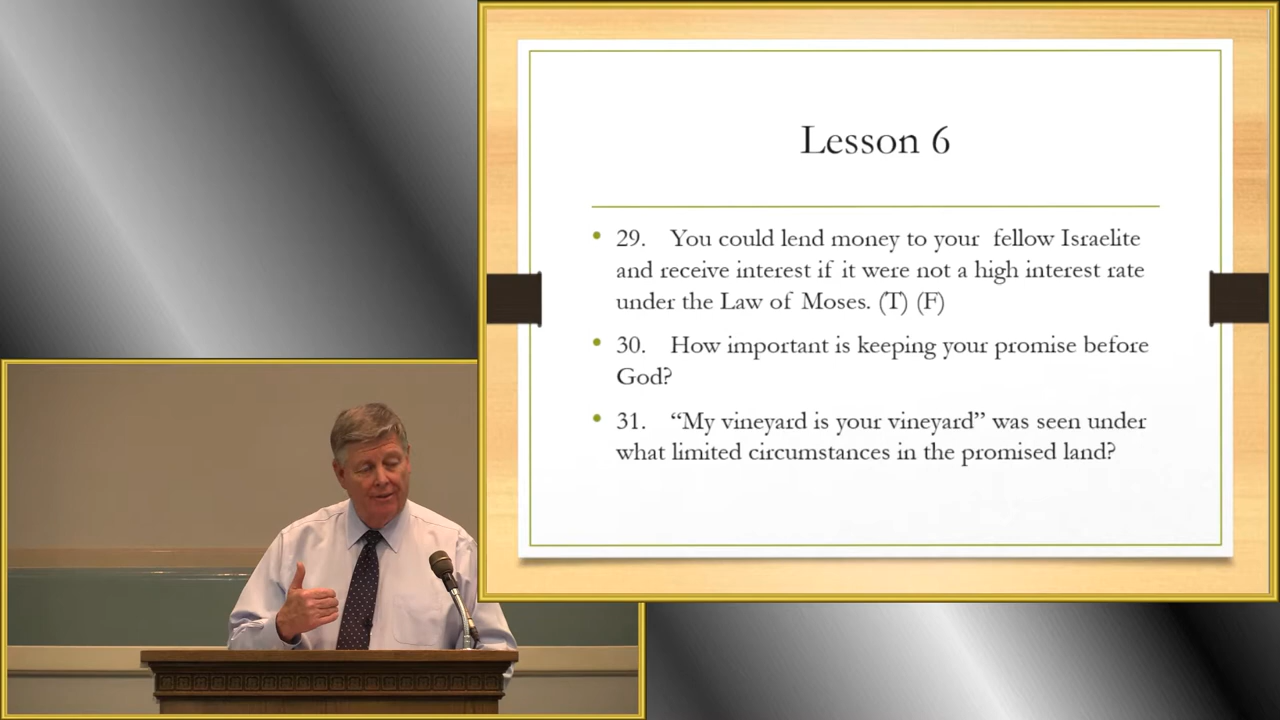 Lesson 6
• 29. You could lend money to your fellow Israelite
and receive interest if it were not a high interest rate
under the Law of Moses. (T) (F)
• 30. How important is keeping your promise before
God?
• 31. “My vineyard is your vineyard” was seen under
what limited circumstances in the promised land?